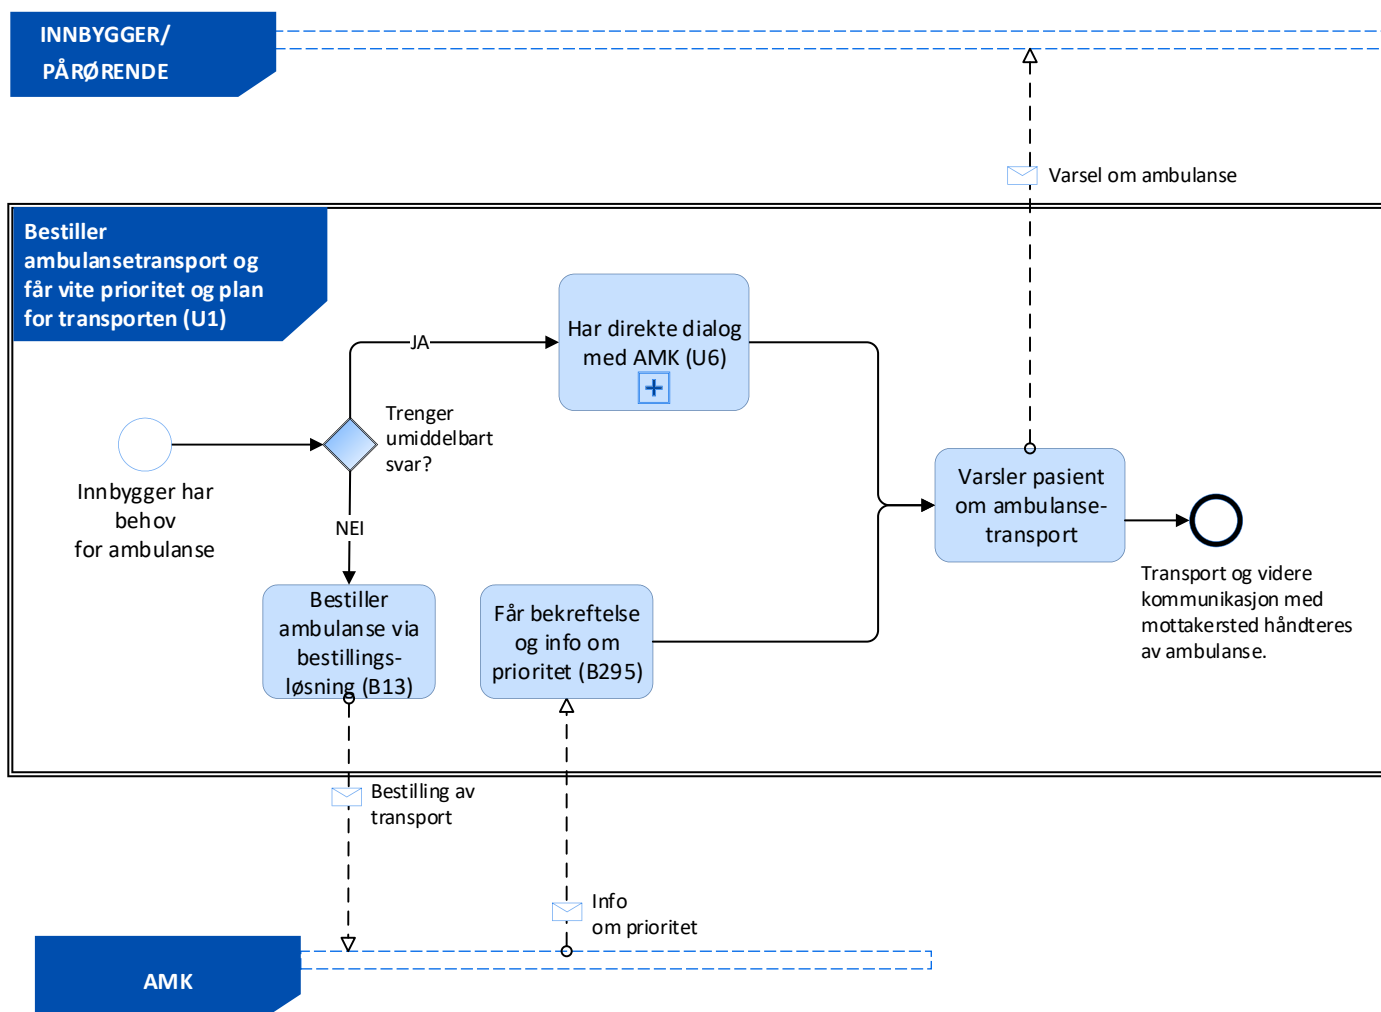 INNBYGGER/
PÅRØRENDE
Varsel om ambulanse
Bestiller
ambulansetransport og
får vite prioritet og plan
for transporten (U1)
JA
Har direkte dialog
med AMK (U6)
Trenger
umiddelbart
svar?
Innbygger har
behov
for ambulanse
NEI
Varsler pasient
om ambulanse-
transport
Transport og videre
kommunikasjon med
mottakersted håndteres
av ambulanse.
Bestiller
ambulanse via
bestillings-
løsning (B13)
Får bekreftelse
og info om
prioritet (B295)
Bestilling av
transport
Info
om prioritet
AMK